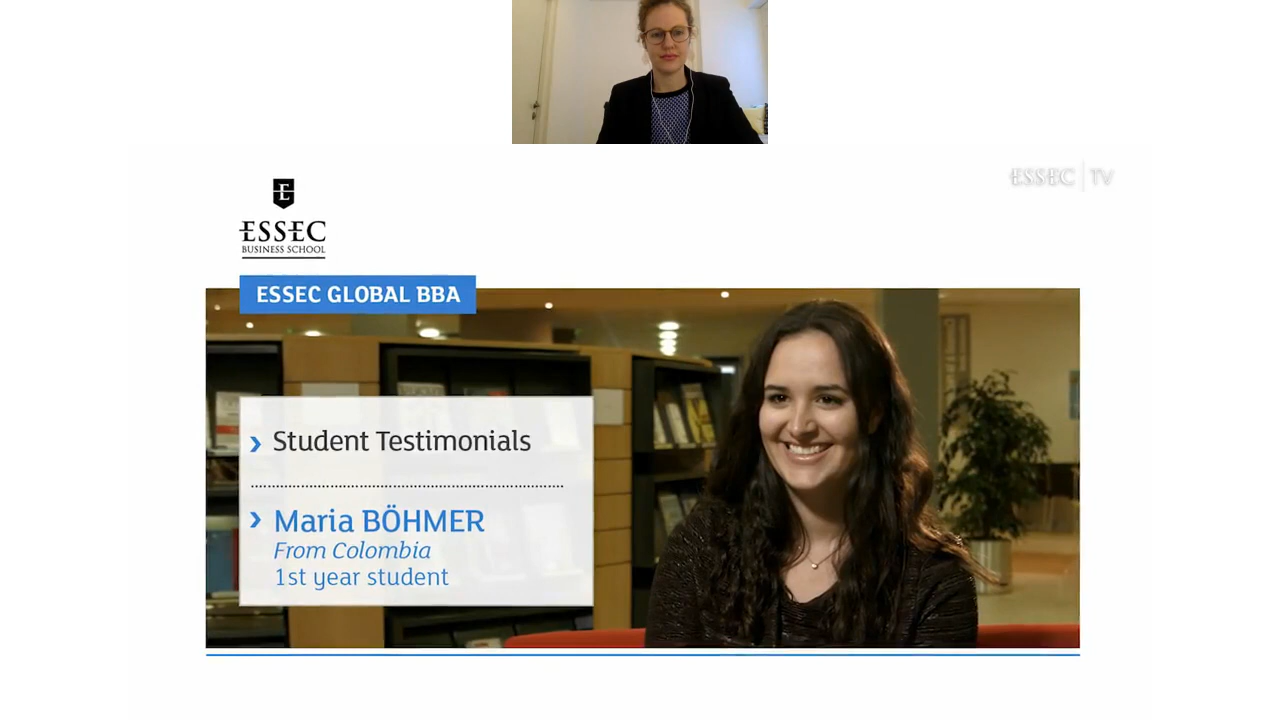 ESSEC | TV
E
ESSEC
BUSINESS SCHOOL
ESSEC GLOBAL BBA
› Student Testimonials
› Maria BÖHMER
From Colombia
1st year student